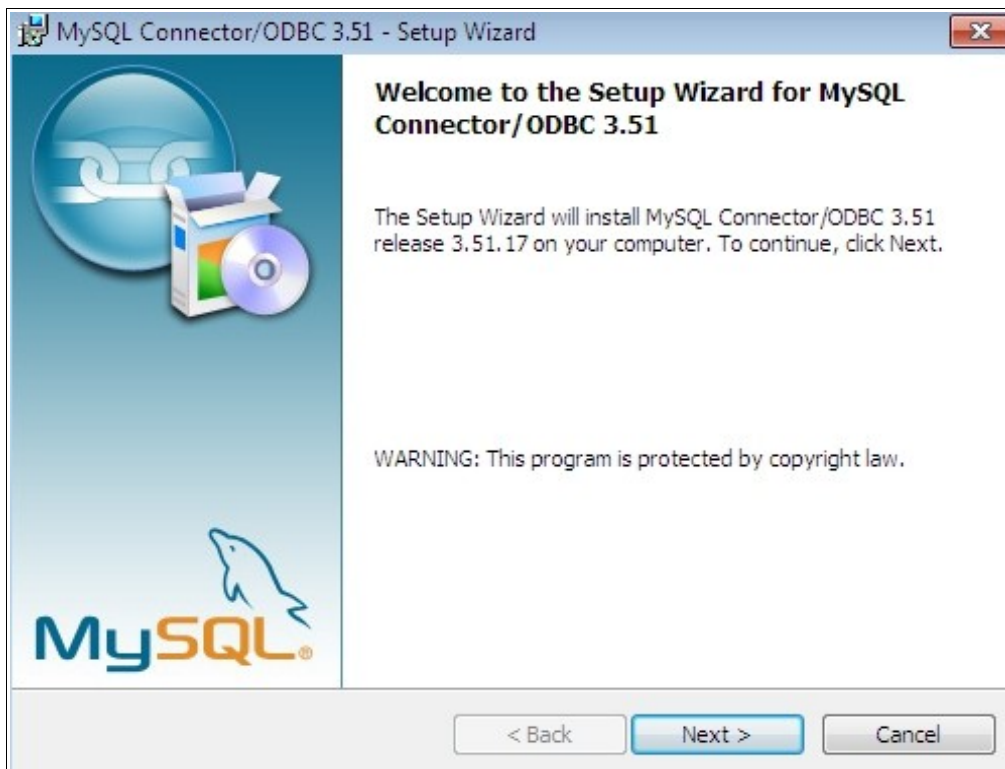 MySQL Connector/ODBC 3.51 - Setup Wizard
Welcome to the Setup Wizard for MySQL
Connector/ODBC 3.51
The Setup Wizard will install MySQL Connector/ODBC 3.51
release 3.51.17 on your computer. To continue, click Next.
WARNING: This program is protected by copyright law.
MySQL®
< Back
Next >
Cancel